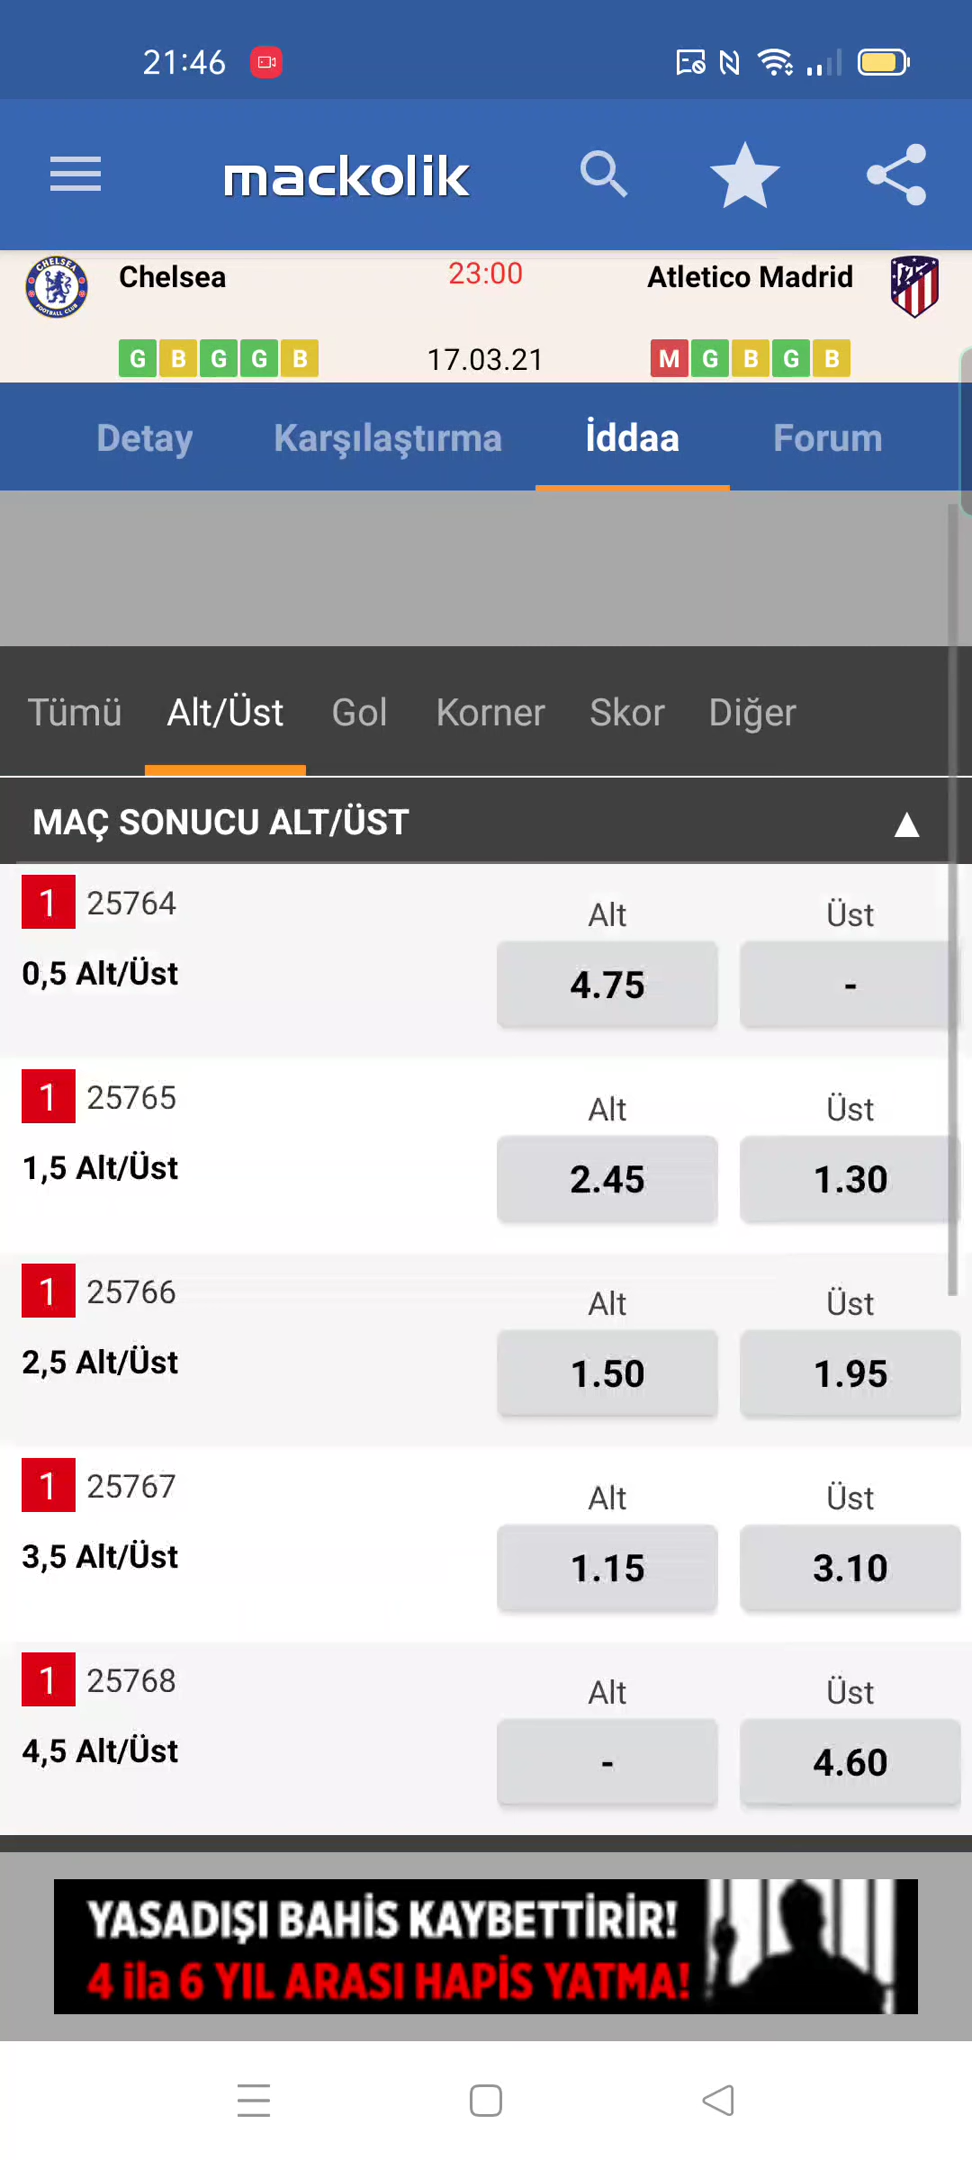 21:46
mackolik
Chelsea 23:00 Atletico Madrid
G B G G B 17.03.21 M G B G B
Detay Karşılaştırma İddaa Forum
Tümü Alt/Üst Gol Korner Skor Diğer
MAÇ SONUCU ALT/ÜST ▲
1 25764 Alt Üst
0,5 Alt/Üst 4.75 -
1 25765 Alt Üst
1,5 Alt/Üst 2.45 1.30
1 25766 Alt Üst
2,5 Alt/Üst 1.50 1.95
1 25767 Alt Üst
3,5 Alt/Üst 1.15 3.10
1 25768 Alt Üst
4,5 Alt/Üst - 4.60
YASADIŞI BAHİS KAYBETTİRİR!
4 ila 6 YIL ARASI HAPİS YATMA!